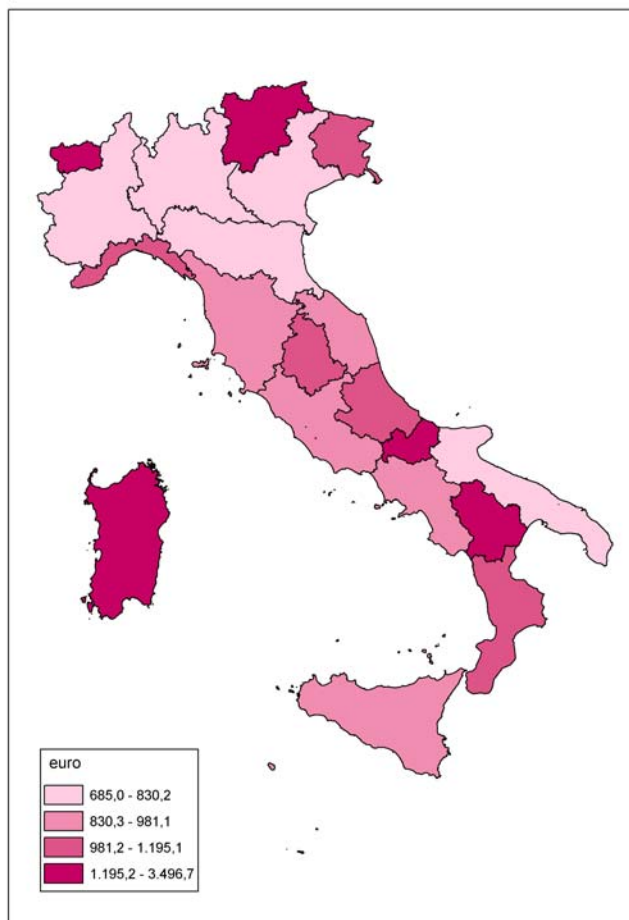 euro
685,0 - 830,2
830,3 - 981,1
981,2 - 1.195,1
1.195,2 - 3.496,7